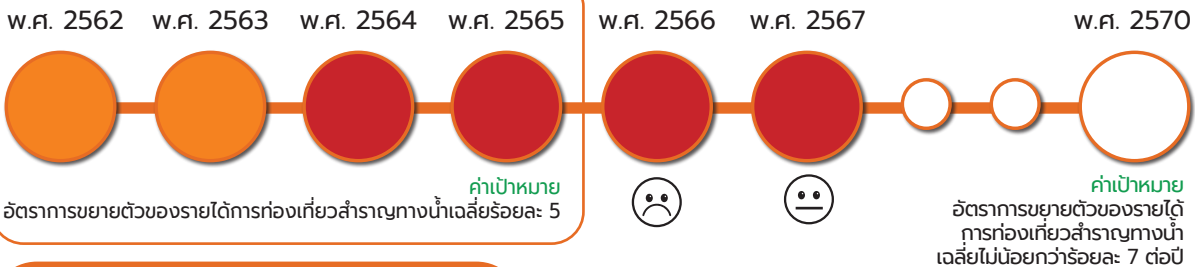 พ.ศ. 2562 พ.ศ. 2563 พ.ศ. 2564 พ.ศ. 2565 พ.ศ. 2566 พ.ศ. 2567 พ.ศ. 2570
ค่าเป้าหมาย
อัตราการขยายตัวของรายได้การท่องเที่ยวสำราญทางน้ำเฉลี่ยร้อยละ 5
ค่าเป้าหมาย
อัตราการขยายตัวของรายได้
การท่องเที่ยวสำราญทางน้ำ
เฉลี่ยไม่น้อยกว่าร้อยละ 7 ต่อปี